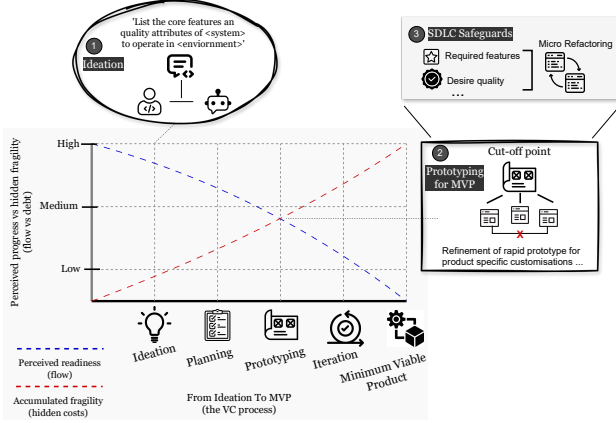 1
Ideation
'List the core features an
quality attributes of <system>
to operate in <enviornment>'
3
SDLC Safeguards
Required features
Desire quality
...
Micro Refactoring
2
Prototyping
for MVP
Cut-off point
X
Refinement of rapid prototype for
product specific customisations ...
Perceived progress vs hidden fragility
(flow vs debt)
High
Medium
Low
Ideation
Planning
Prototyping
Iteration
Minimum Viable
Product
Perceived readiness
(flow)
Accumulated fragility
(hidden costs)
From Ideation To MVP
(the VC process)